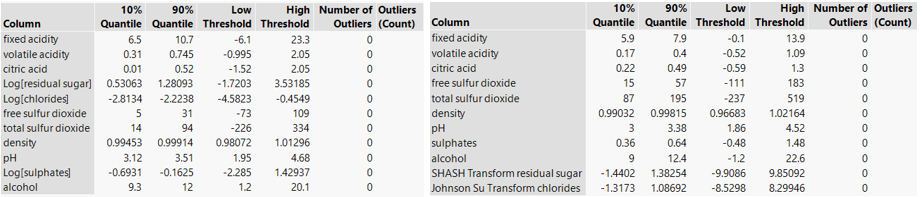 10% 90% Low High Number of Outliers
Column Quantile Quantile Threshold Threshold Outliers (Count)
fixed acidity 6.5 10.7 -6.1 23.3 0
volatile acidity 0.31 0.745 -0.995 2.05 0
citric acid 0.01 0.52 -1.52 2.05 0
Log[residual sugar] 0.53063 1.28093 -1.7203 3.53185 0
Log[chlorides] -2.8134 -2.2238 -4.5823 -0.4549 0
free sulfur dioxide 5 31 -73 109 0
total sulfur dioxide 14 94 -226 334 0
density 0.99453 0.99914 0.98072 1.01296 0
pH 3.12 3.51 1.95 4.68 0
Log[sulphates] -0.6931 -0.1625 -2.285 1.42937 0
alcohol 9.3 12 1.2 20.1 0
10% 90% Low High Number of Outliers
Column Quantile Quantile Threshold Threshold Outliers (Count)
fixed acidity 5.9 7.9 -0.1 13.9 0
volatile acidity 0.17 0.4 -0.52 1.09 0
citric acid 0.22 0.49 -0.59 1.3 0
free sulfur dioxide 15 57 -111 183 0
total sulfur dioxide 87 195 -237 519 0
density 0.99032 0.99815 0.96683 1.02164 0
pH 3 3.38 1.86 4.52 0
sulphates 0.36 0.64 -0.48 1.48 0
alcohol 9 12.4 -1.2 22.6 0
SHASH Transform residual sugar -1.4402 1.38254 -9.9086 9.85092 0
Johnson Su Transform chlorides -1.3173 1.08692 -8.5298 8.29946 0